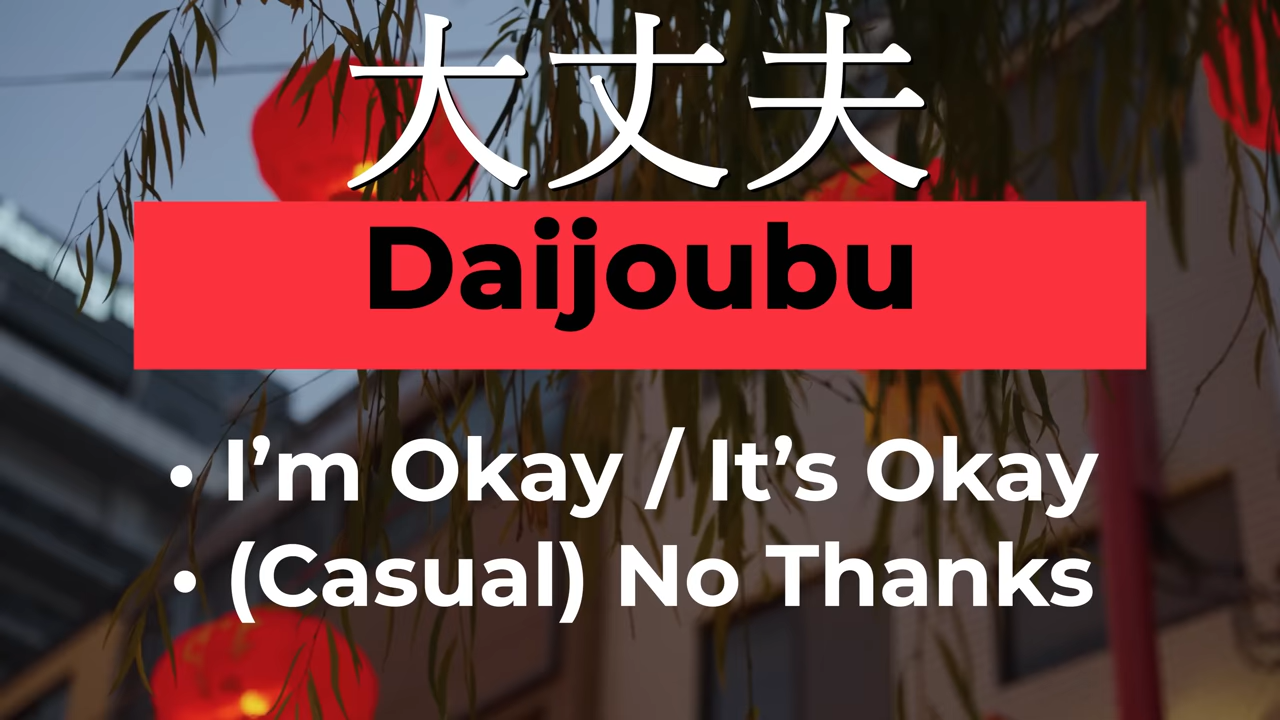 大丈夫
Daijoubu
• I’m Okay / It’s Okay
• (Casual) No Thanks